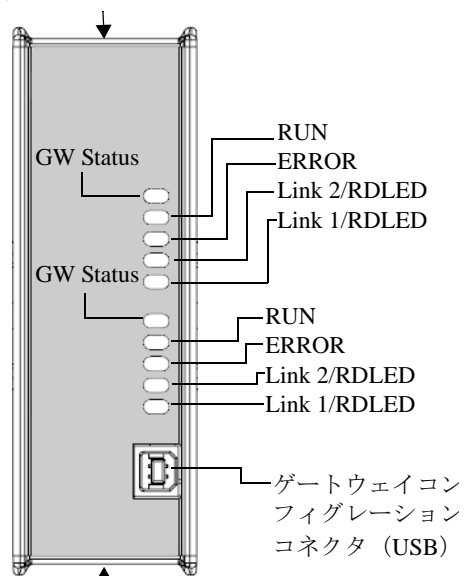 GW Status
RUN
ERROR
Link 2/RDLED
Link 1/RDLED
GW Status
RUN
ERROR
Link 2/RDLED
Link 1/RDLED
ゲートウェイコン
フィグレーション
コネクタ（USB）